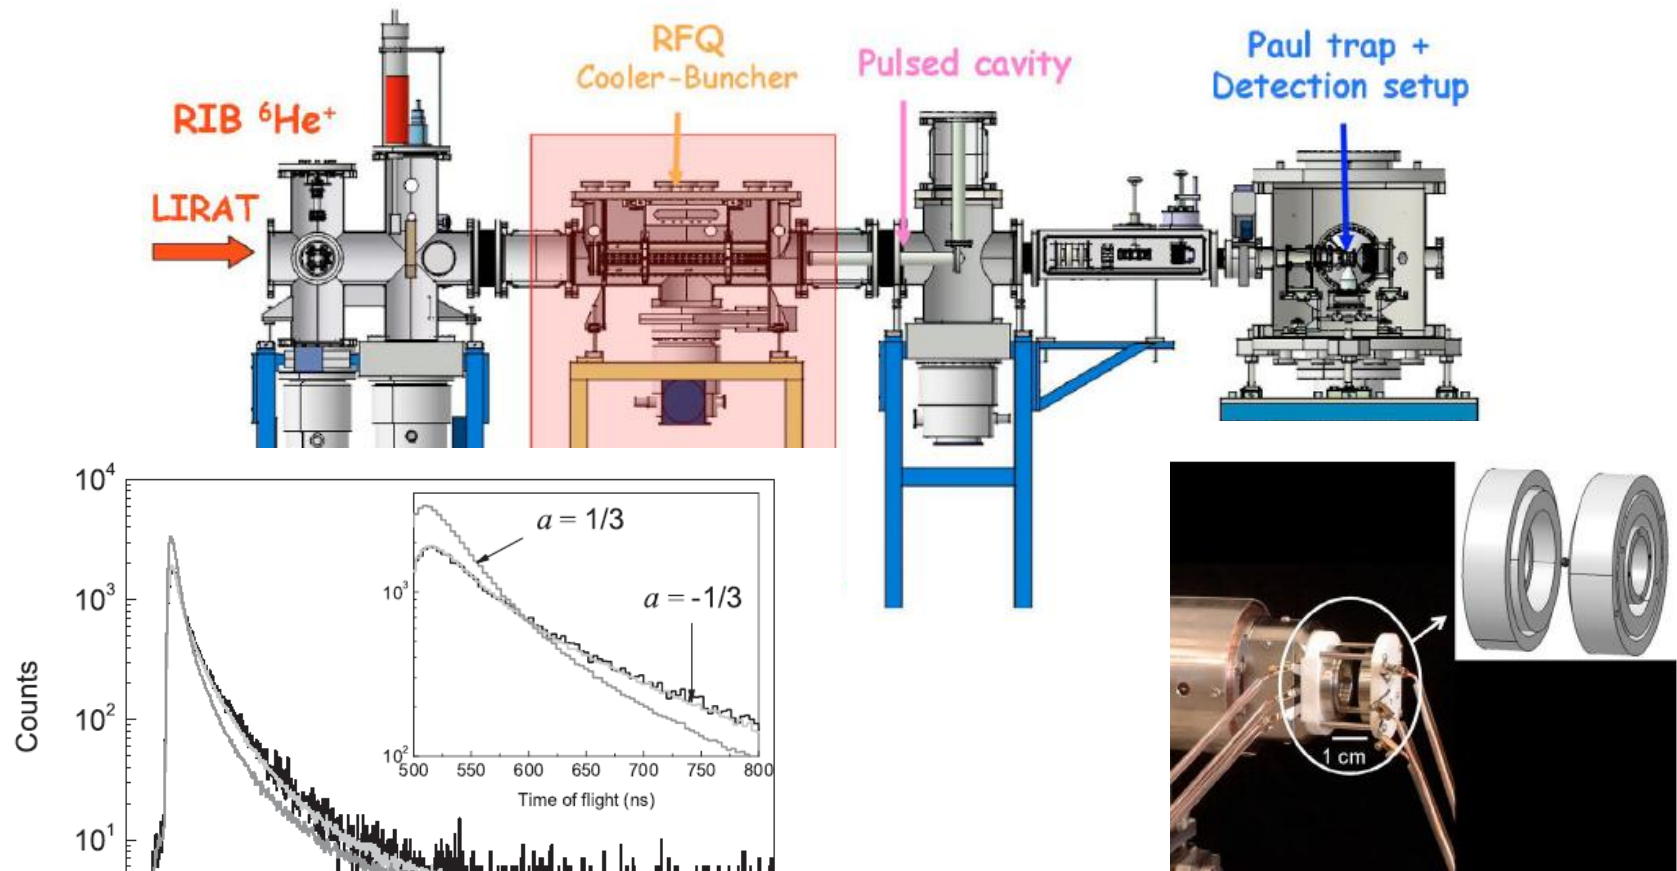 RIB ⁶He⁺
LIRAT
RFQ
Cooler-Buncher
Pulsed cavity
Paul trap +
Detection setup
10⁴
10³
10²
10¹
Counts
a = 1/3
a = -1/3
10³
10²
500 550 600 650 700 750 800
Time of flight (ns)
1 cm